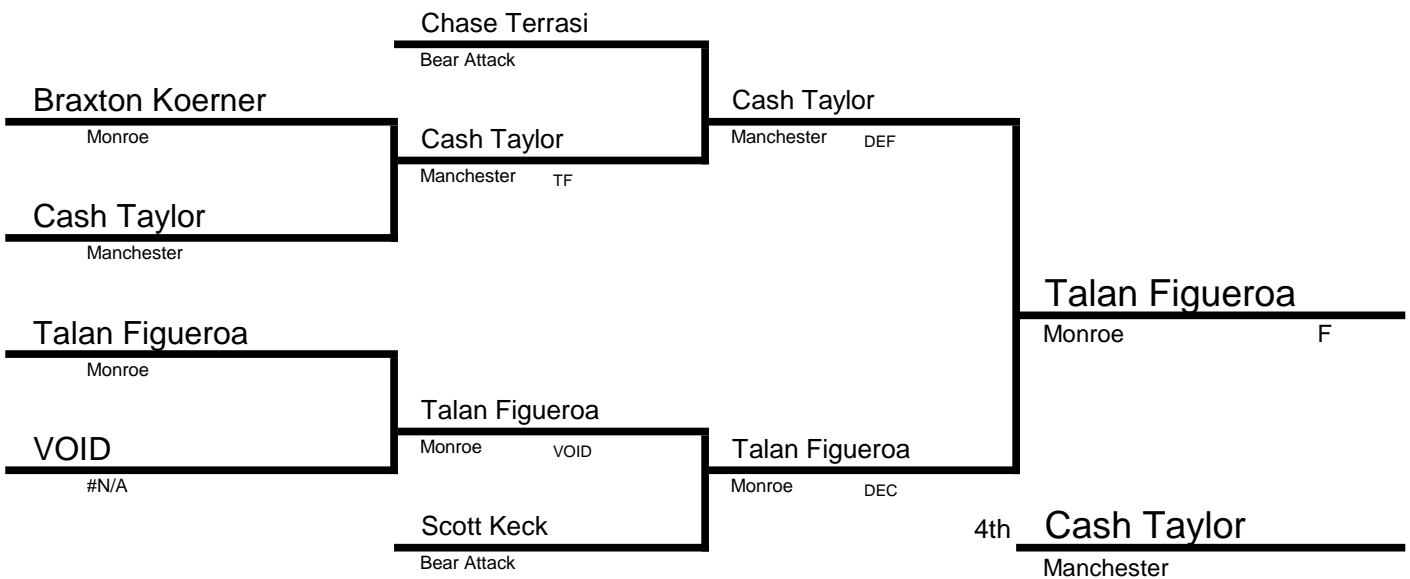 Chase Terrasi
Bear Attack
Braxton Koerner
Monroe
Cash Taylor
Manchester DEF
Cash Taylor
Manchester TF
Cash Taylor
Manchester
Talan Figueroa
Monroe F
Talan Figueroa
Monroe
Talan Figueroa
Monroe VOID
VOID
#N/A
Talan Figueroa
Monroe DEC
Scott Keck
Bear Attack
4th Cash Taylor
Manchester